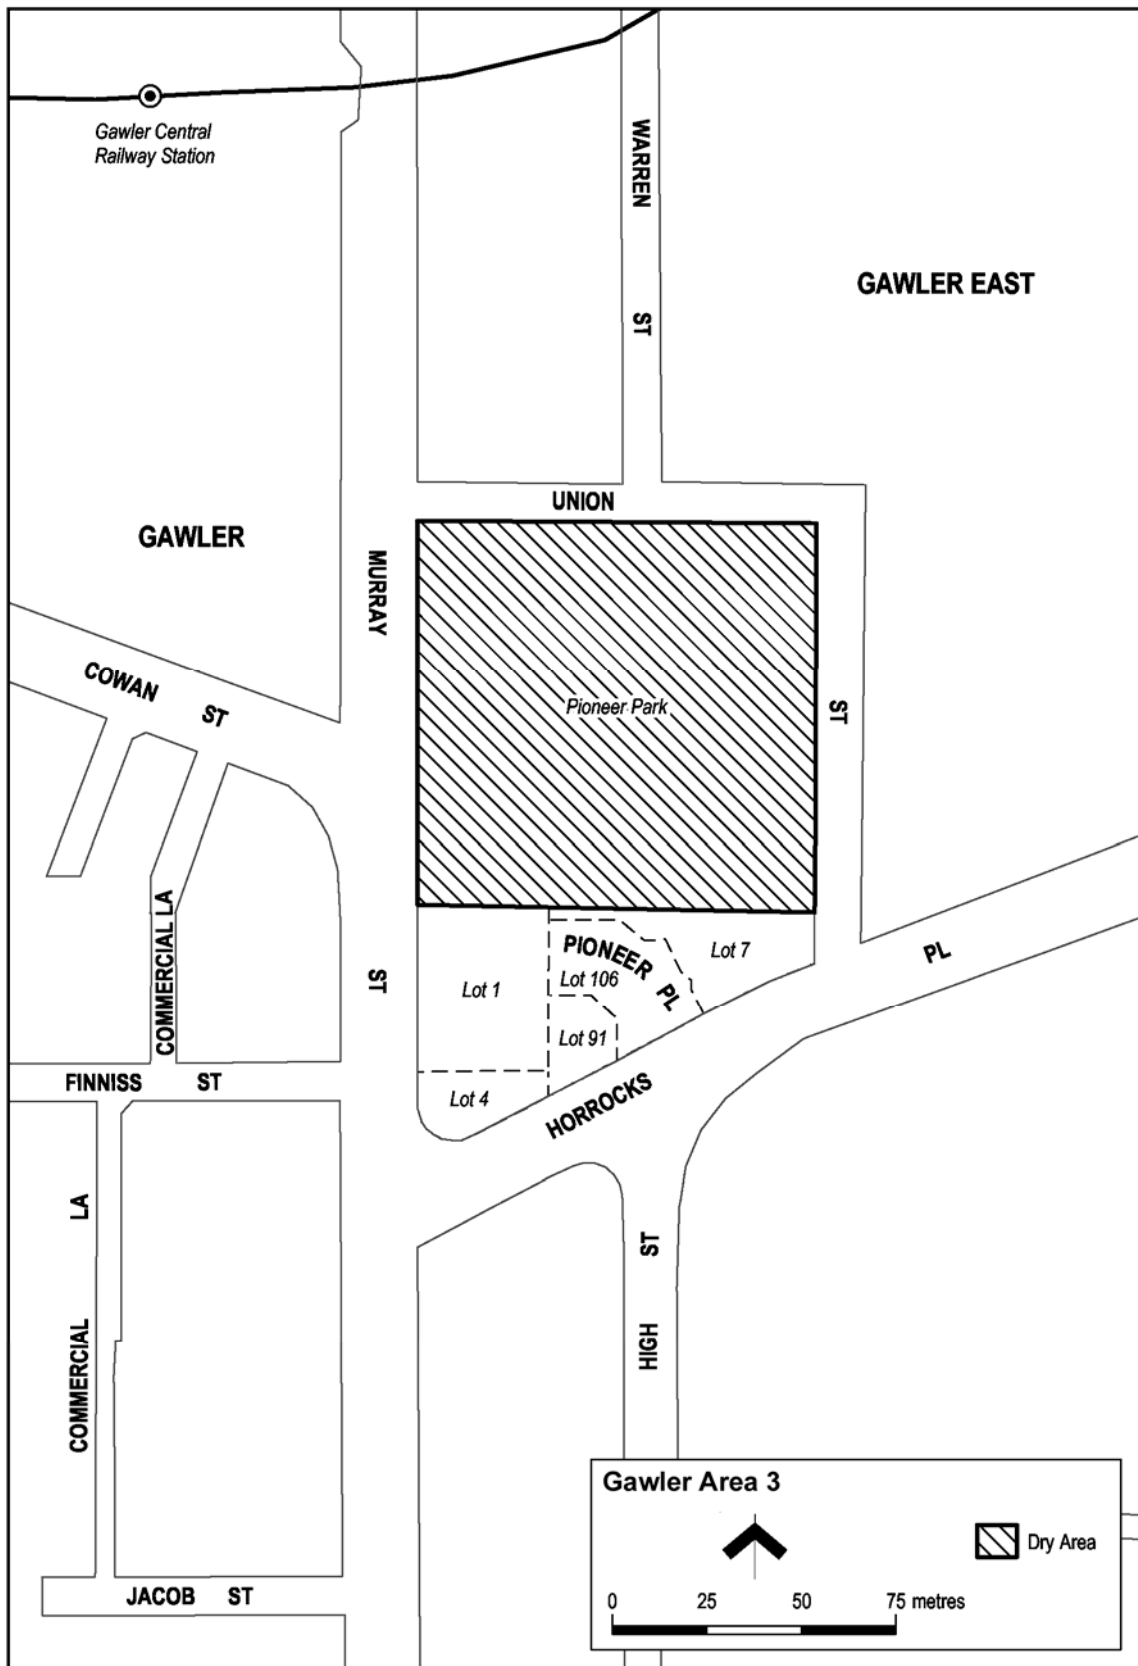 Gawler Central
Railway Station
WARREN
ST
GAWLER EAST
UNION
ST
GAWLER
MURRAY
ST
COWAN
ST
Pioneer Park
COMMERCIAL LA
PIONEER
PL
Lot 7
Lot 1
Lot 106
Lot 91
Lot 4
PL
HORROCKS
FINNISS ST
LA
COMMERCIAL
ST
HIGH
JACOB ST
Gawler Area 3
Dry Area
0 25 50 75 metres